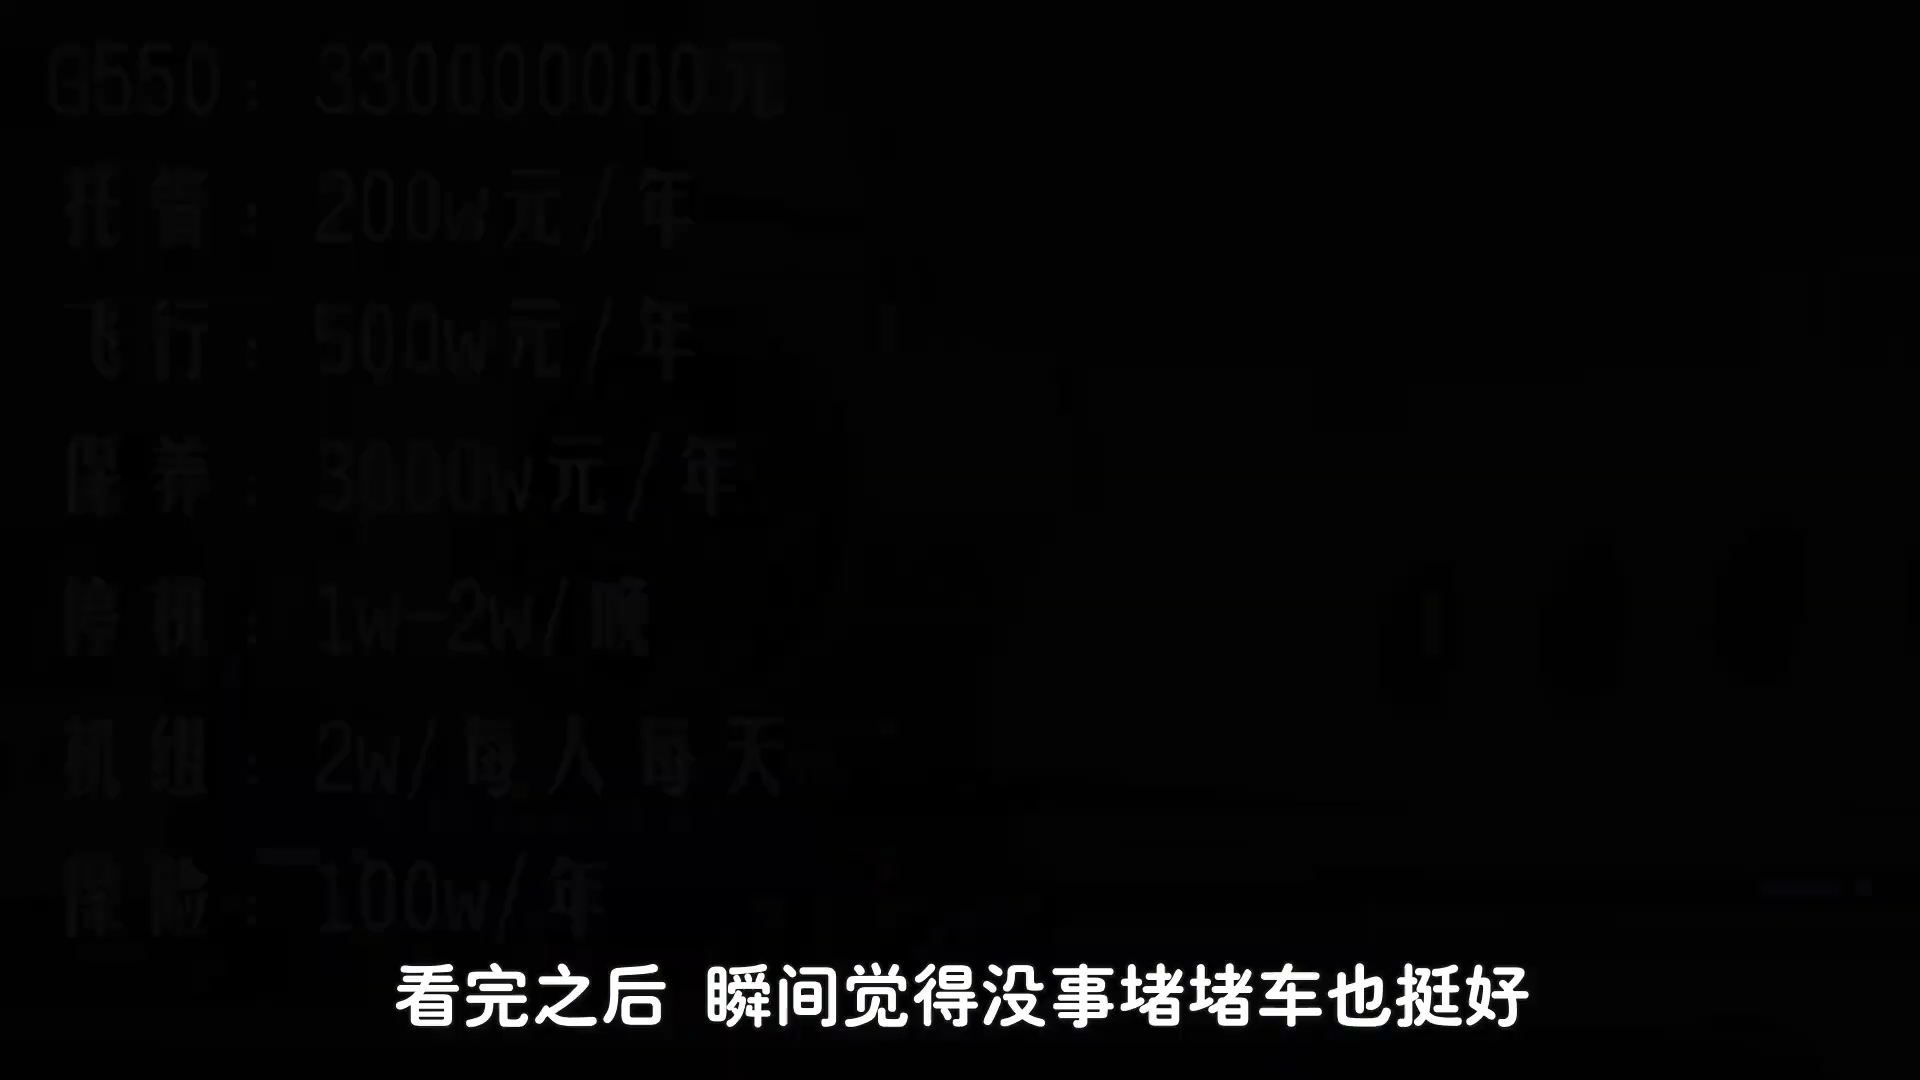 G550：330000000元
托管：200w元/年
飞行：500w元/年
保养：3000w元/年
停机：1w-2w/晚
机组：2w/每人每天
保险：100w/年
看完之后 瞬间觉得没事堵堵车也挺好